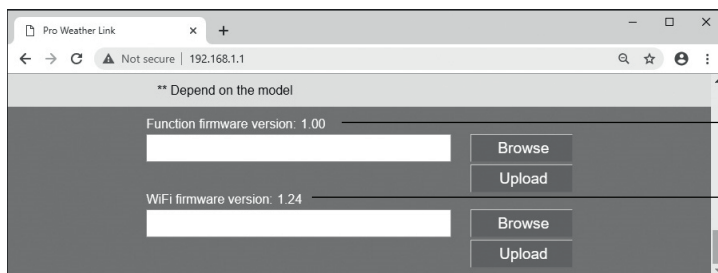 Pro Weather Link
Not secure | 192.168.1.1
** Depend on the model
Function firmware version: 1.00
Browse
Upload
WiFi firmware version: 1.24
Browse
Upload